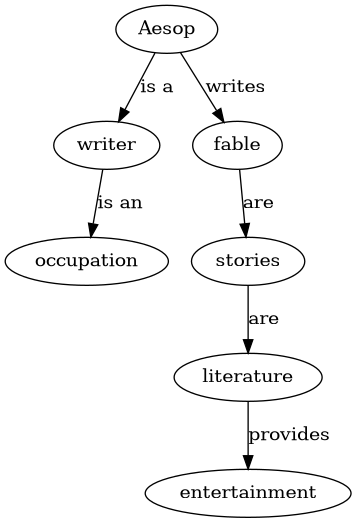 Aesop
is a
writes
writer
fable
is an
are
occupation
stories
are
literature
provides
entertainment